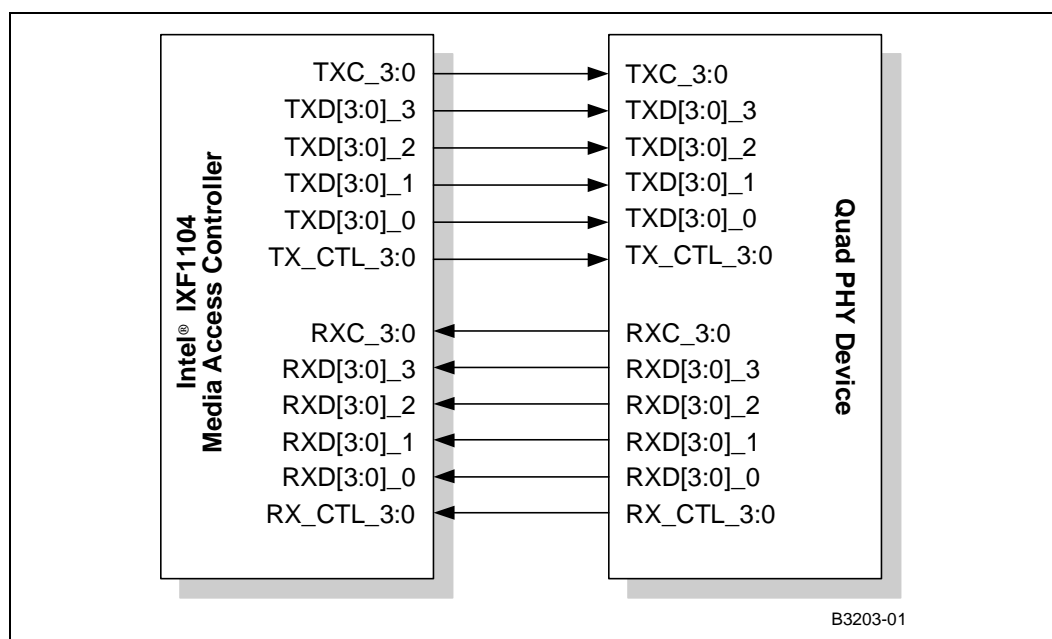 Intel® IXF1104
Media Access Controller
TXC_3:0
TXD[3:0]_3
TXD[3:0]_2
TXD[3:0]_1
TXD[3:0]_0
TX_CTL_3:0
RXC_3:0
RXD[3:0]_3
RXD[3:0]_2
RXD[3:0]_1
RXD[3:0]_0
RX_CTL_3:0
TXC_3:0
TXD[3:0]_3
TXD[3:0]_2
TXD[3:0]_1
TXD[3:0]_0
TX_CTL_3:0
RXC_3:0
RXD[3:0]_3
RXD[3:0]_2
RXD[3:0]_1
RXD[3:0]_0
RX_CTL_3:0
Quad PHY Device
B3203-01